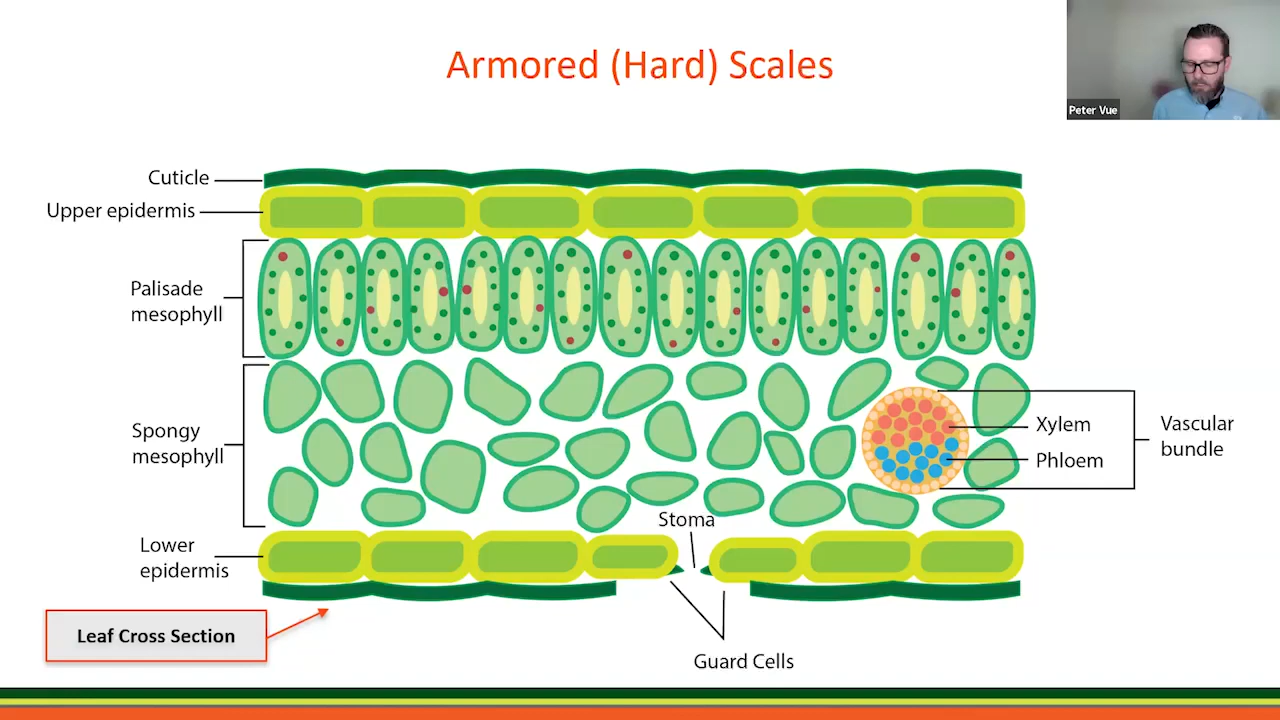 Armored (Hard) Scales
Peter Vue
Cuticle
Upper epidermis
Palisade
mesophyll
Spongy
mesophyll
Xylem
Phloem
Vascular
bundle
Stoma
Lower
epidermis
Leaf Cross Section
Guard Cells